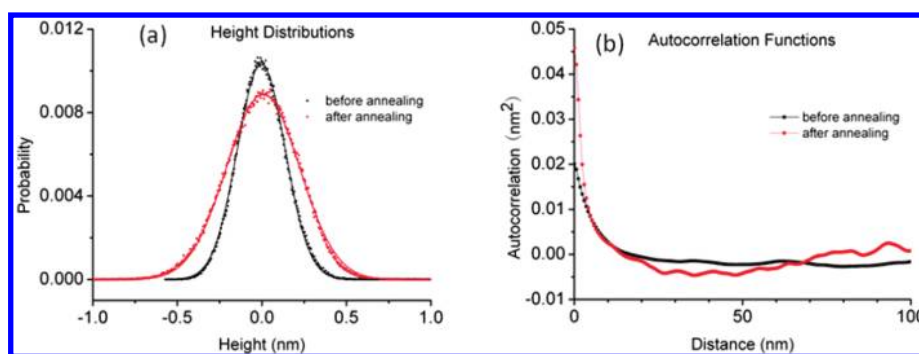 (a)
Height Distributions
before annealing
after annealing
Probability
0.012
0.008
0.004
0.000
-1.0
-0.5
0.0
0.5
1.0
Height (nm)
(b)
Autocorrelation Functions
before annealing
after annealing
Autocorrelation (nm²)
0.05
0.04
0.03
0.02
0.01
0.00
-0.01
0
50
100
Distance (nm)